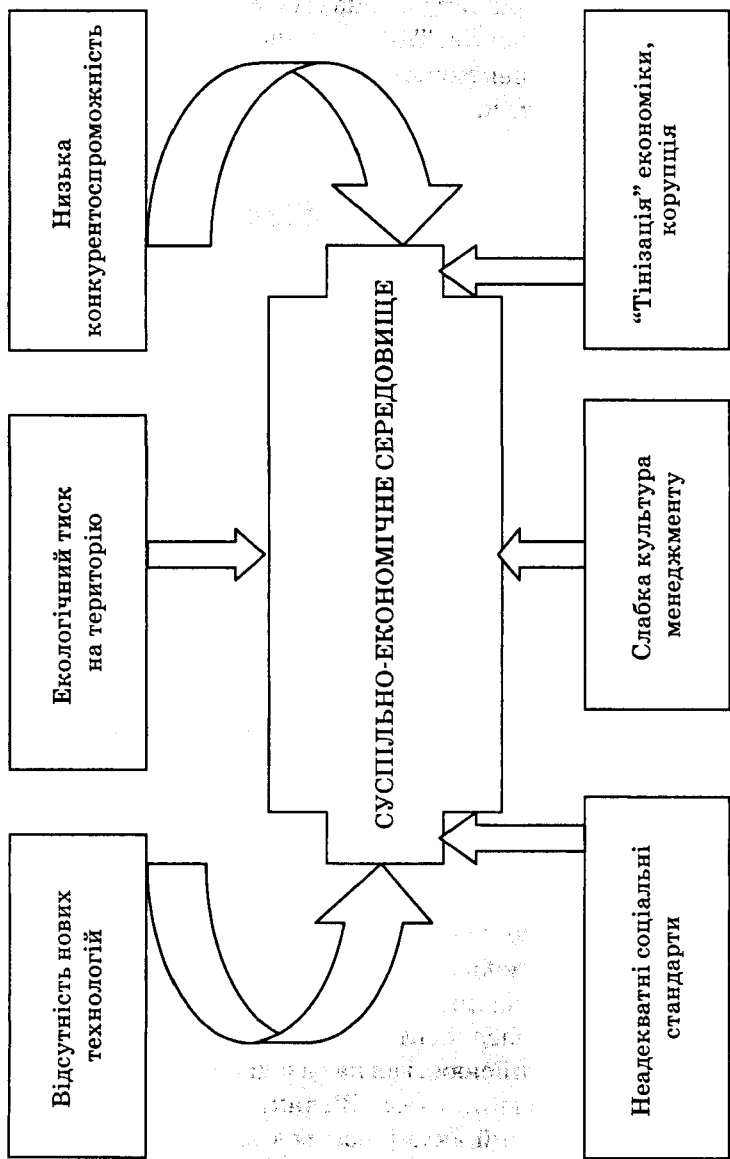 Відсутність нових
технологій
Екологічний тиск
на територію
Низька
конкурентоспроможність
СУСПІЛЬНО-ЕКОНОМІЧНЕ СЕРЕДОВИЩЕ
Неадекватні соціальні
стандарти
Слабка культура
менеджменту
“Тінізація” економіки,
корупція